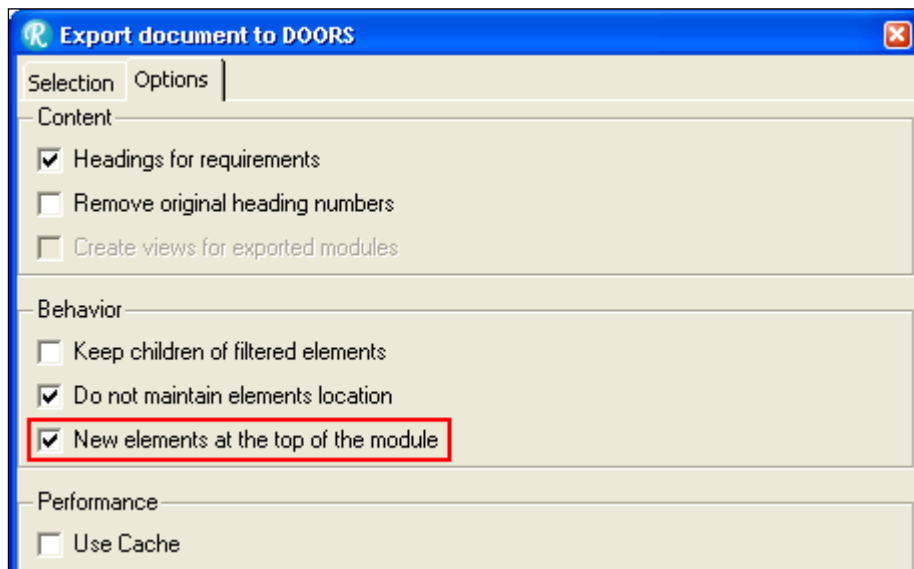 Export document to DOORS
Selection Options
Content
Headings for requirements
Remove original heading numbers
Create views for exported modules
Behavior
Keep children of filtered elements
Do not maintain elements location
New elements at the top of the module
Performance
Use Cache